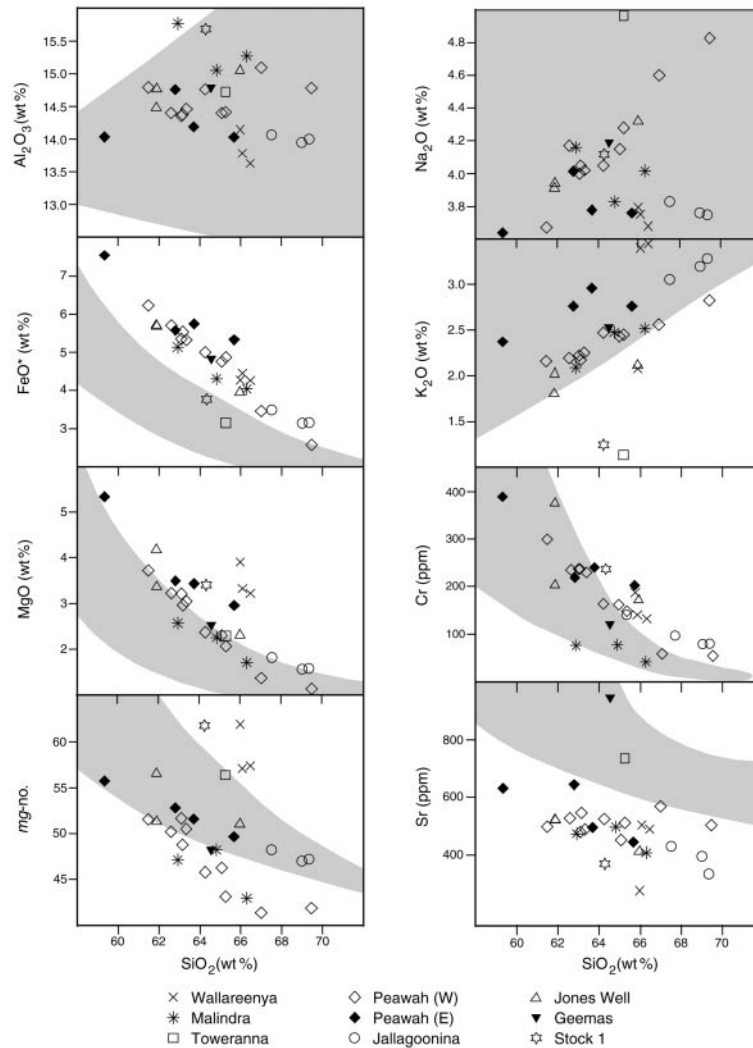 Al2O3(wt %)
15.5
15.0
14.5
14.0
13.5
13.0
FeO* (wt %)
7
6
5
4
3
MgO (wt %)
5
4
3
2
mg-no.
60
55
50
45
60 62 64 66 68 70
SiO2(wt %)
Na2O (wt %)
4.8
4.4
4.2
3.8
K2O (wt %)
3.0
2.5
2.0
1.5
Cr (ppm)
400
300
200
100
Sr (ppm)
800
600
400
60 62 64 66 68 70
SiO2(wt %)
Wallareenya Peawah (W) Jones Well
Malindra Peawah (E) Geemas
Toweranna Jallagoonina Stock 1